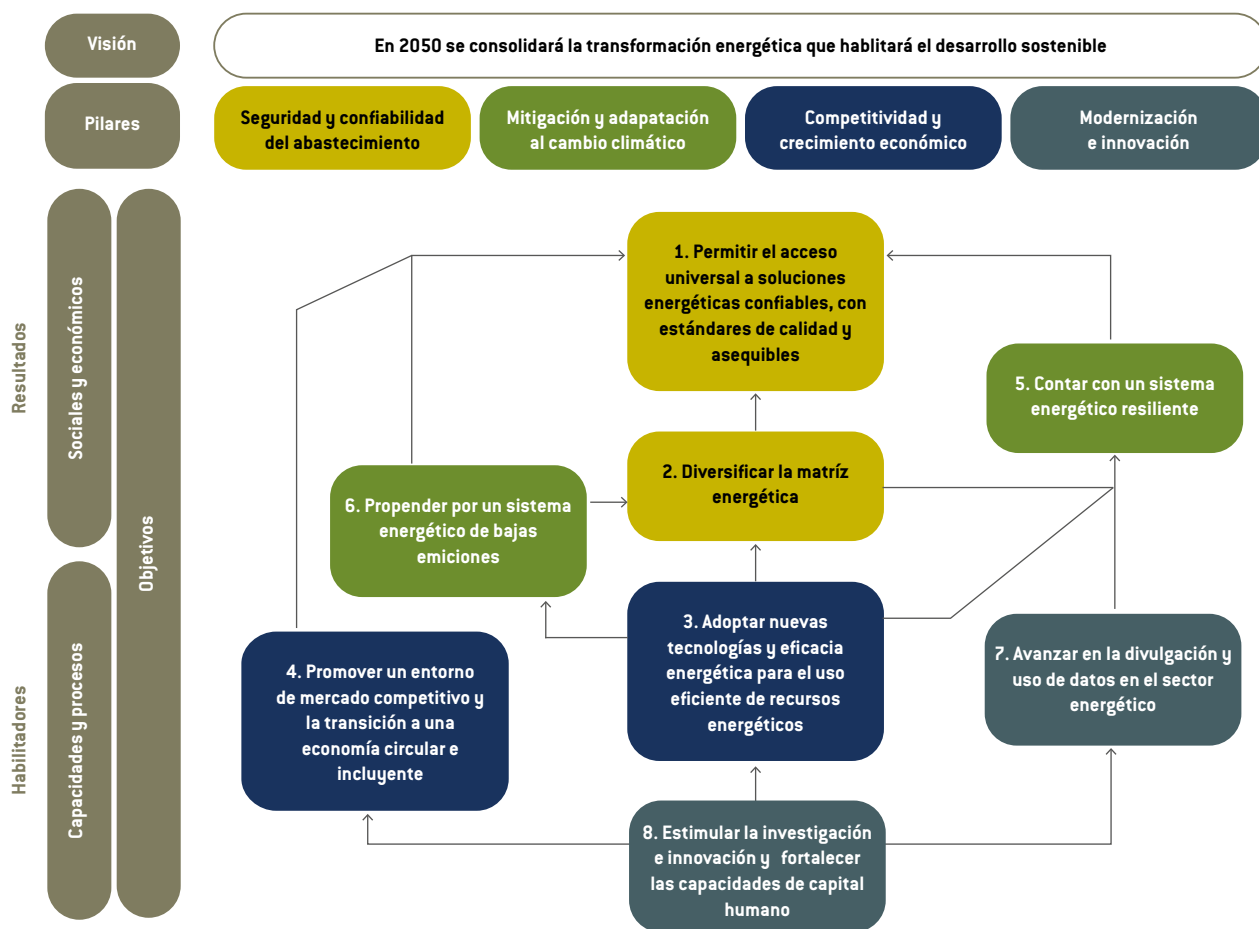 Visión
En 2050 se consolidará la transformación energética que hablitará el desarrollo sostenible
Pilares
Seguridad y confiabilidad
del abastecimiento
Mitigación y adapatación
al cambio climático
Competitividad y
crecimiento económico
Modernización
e innovación
Resultados
Sociales y económicos
Objetivos
Habilitadores
Capacidades y procesos
1. Permitir el acceso
universal a soluciones
energéticas confiables, con
estándares de calidad y
asequibles
5. Contar con un sistema
energético resiliente
2. Diversificar la matríz
energética
6. Propender por un sistema
energético de bajas
emiciones
3. Adoptar nuevas
tecnologías y eficacia
energética para el uso
eficiente de recursos
energéticos
4. Promover un entorno
de mercado competitivo y
la transición a una
economía circular e
incluyente
7. Avanzar en la divulgación y
uso de datos en el sector
energético
8. Estimular la investigación
e innovación y fortalecer
las capacidades de capital
humano